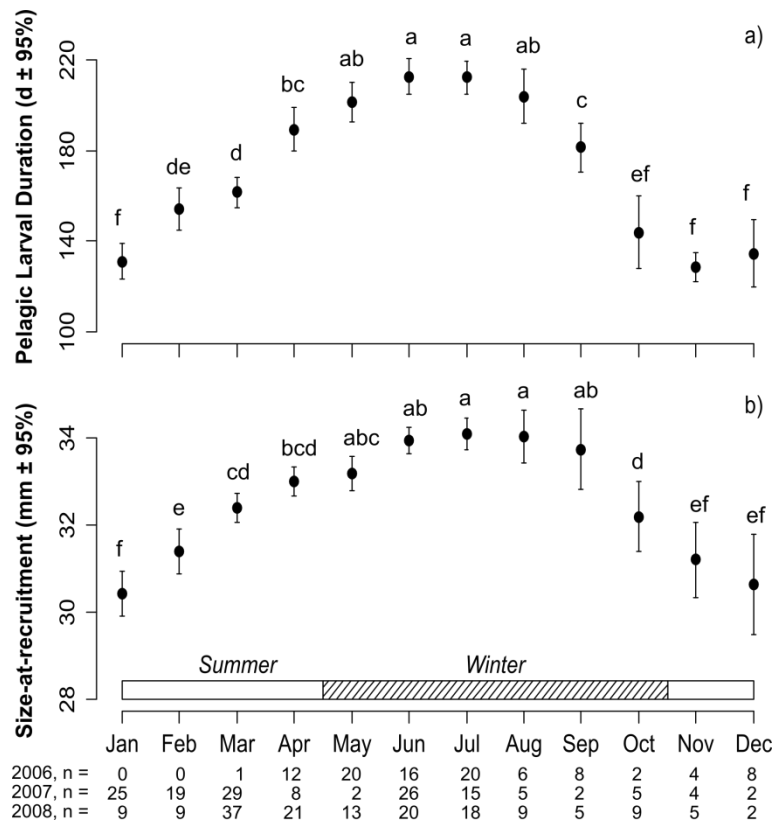 Pelagic Larval Duration (d ± 95%)
a)
220
180
140
100
f
de
d
bc
ab
a
a
ab
c
ef
f
f
Size-at-recruitment (mm ± 95%)
b)
34
32
30
28
f
e
cd
bcd
abc
ab
a
a
ab
d
ef
ef
Summer Winter
Jan Feb Mar Apr May Jun Jul Aug Sep Oct Nov Dec
2006, n = 0 0 1 12 20 16 20 6 8 2 4 8
2007, n = 25 19 29 8 2 26 15 5 2 5 4 2
2008, n = 9 9 37 21 13 20 18 9 5 9 5 2